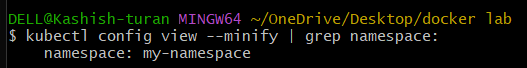 DELL@Kashish-turan MINGW64 ~/OneDrive/Desktop/docker lab
$ kubectl config view --minify | grep namespace:
    namespace: my-namespace